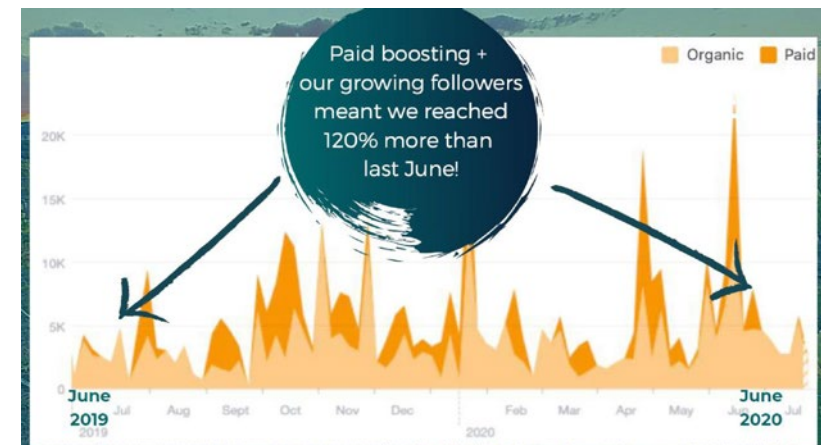 Paid boosting +
our growing followers
meant we reached
120% more than
last June!
Organic Paid
20K
15K
10K
5K
0
June
2019
Jul Aug Sept Oct Nov Dec Feb Mar Apr May Jun Jul
2019 2020
June
2020